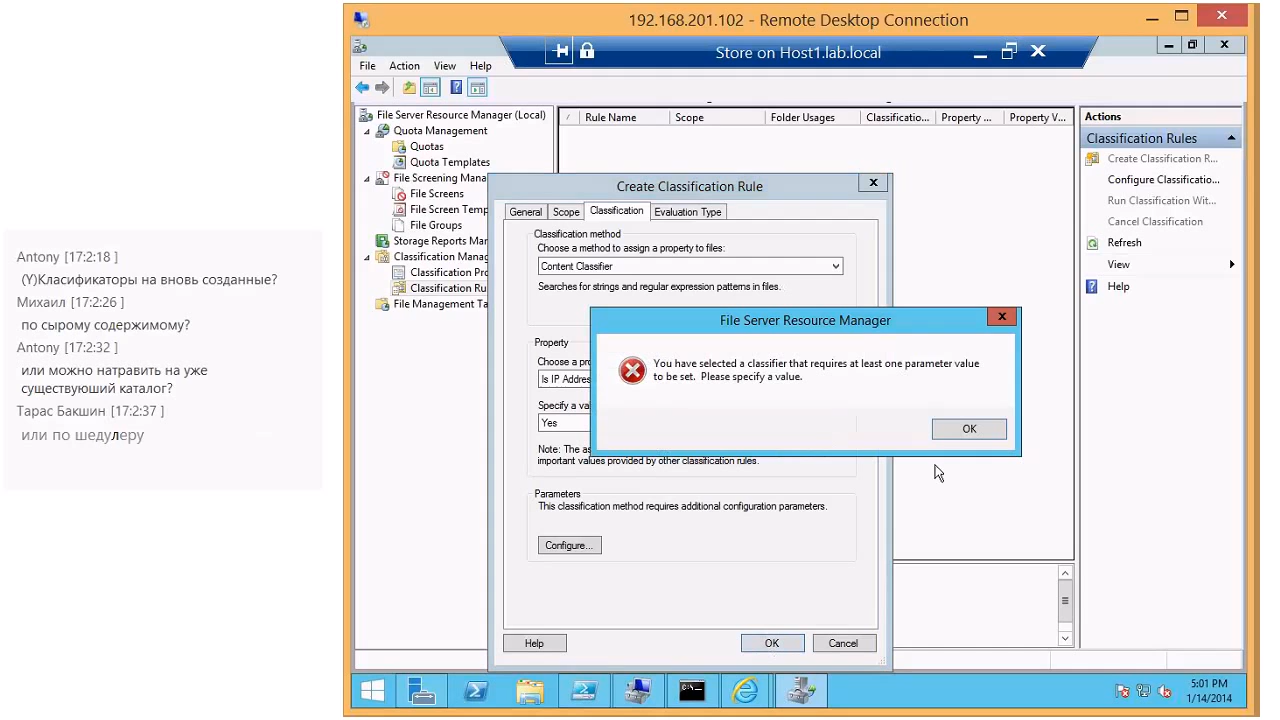 192.168.201.102 - Remote Desktop Connection
Store on Host1.lab.local
File Action View Help
File Server Resource Manager (Local)
Quota Management
Quotas
Quota Templates
File Screening Mana
File Screens
File Screen Temp
File Groups
Storage Reports Mar
Classification Manag
Classification Pro
Classification Ru
File Management Ta
Rule Name Scope Folder Usages Classificatio... Property ... Property V...
Actions
Classification Rules
Create Classification R...
Configure Classificatio...
Run Classification Wit...
Cancel Classification
Refresh
View
Help
Create Classification Rule
General Scope Classification Evaluation Type
Classification method
Choose a method to assign a property to files:
Content Classifier
Searches for strings and regular expression patterns in files.
Property
Choose a pro
Is IP Addres
Specify a val
Yes
Note: The as
important values provided by other classification rules.
Parameters
This classification method requires additional configuration parameters.
Configure...
Help OK Cancel
File Server Resource Manager
You have selected a classifier that requires at least one parameter value
to be set. Please specify a value.
OK
Antony [17:2:18 ]
(Y)Класификаторы на вновь созданные?
Михаил [17:2:26 ]
по сырому содержимому?
Antony [17:2:32 ]
или можно натравить на уже
существуюший каталог?
Тарас Бакшин [17:2:37 ]
или по шедулеру
5:01 PM
1/14/2014